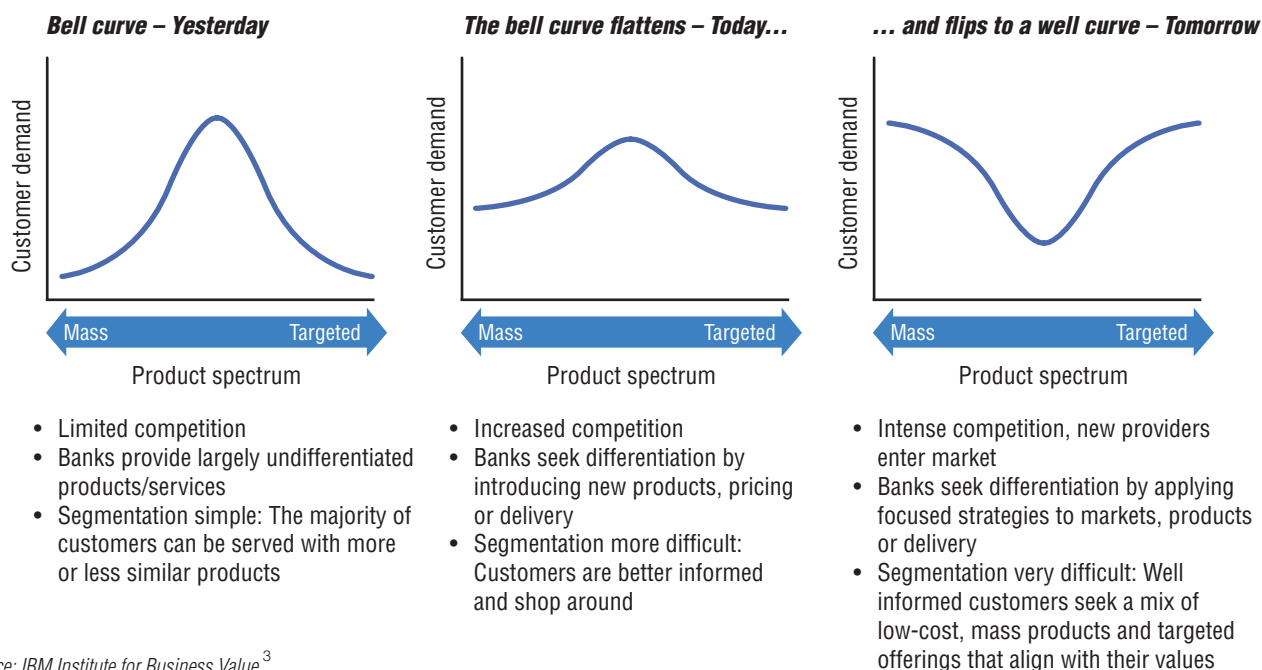 Bell curve – Yesterday
Customer demand
Mass Targeted
Product spectrum
• Limited competition
• Banks provide largely undifferentiated
products/services
• Segmentation simple: The majority of
customers can be served with more
or less similar products
The bell curve flattens – Today...
Customer demand
Mass Targeted
Product spectrum
• Increased competition
• Banks seek differentiation by
introducing new products, pricing
or delivery
• Segmentation more difficult:
Customers are better informed
and shop around
... and flips to a well curve – Tomorrow
Customer demand
Mass Targeted
Product spectrum
• Intense competition, new providers
enter market
• Banks seek differentiation by applying
focused strategies to markets, products
or delivery
• Segmentation very difficult: Well
informed customers seek a mix of
low-cost, mass products and targeted
offerings that align with their values
IBM Institute for Business Value 3